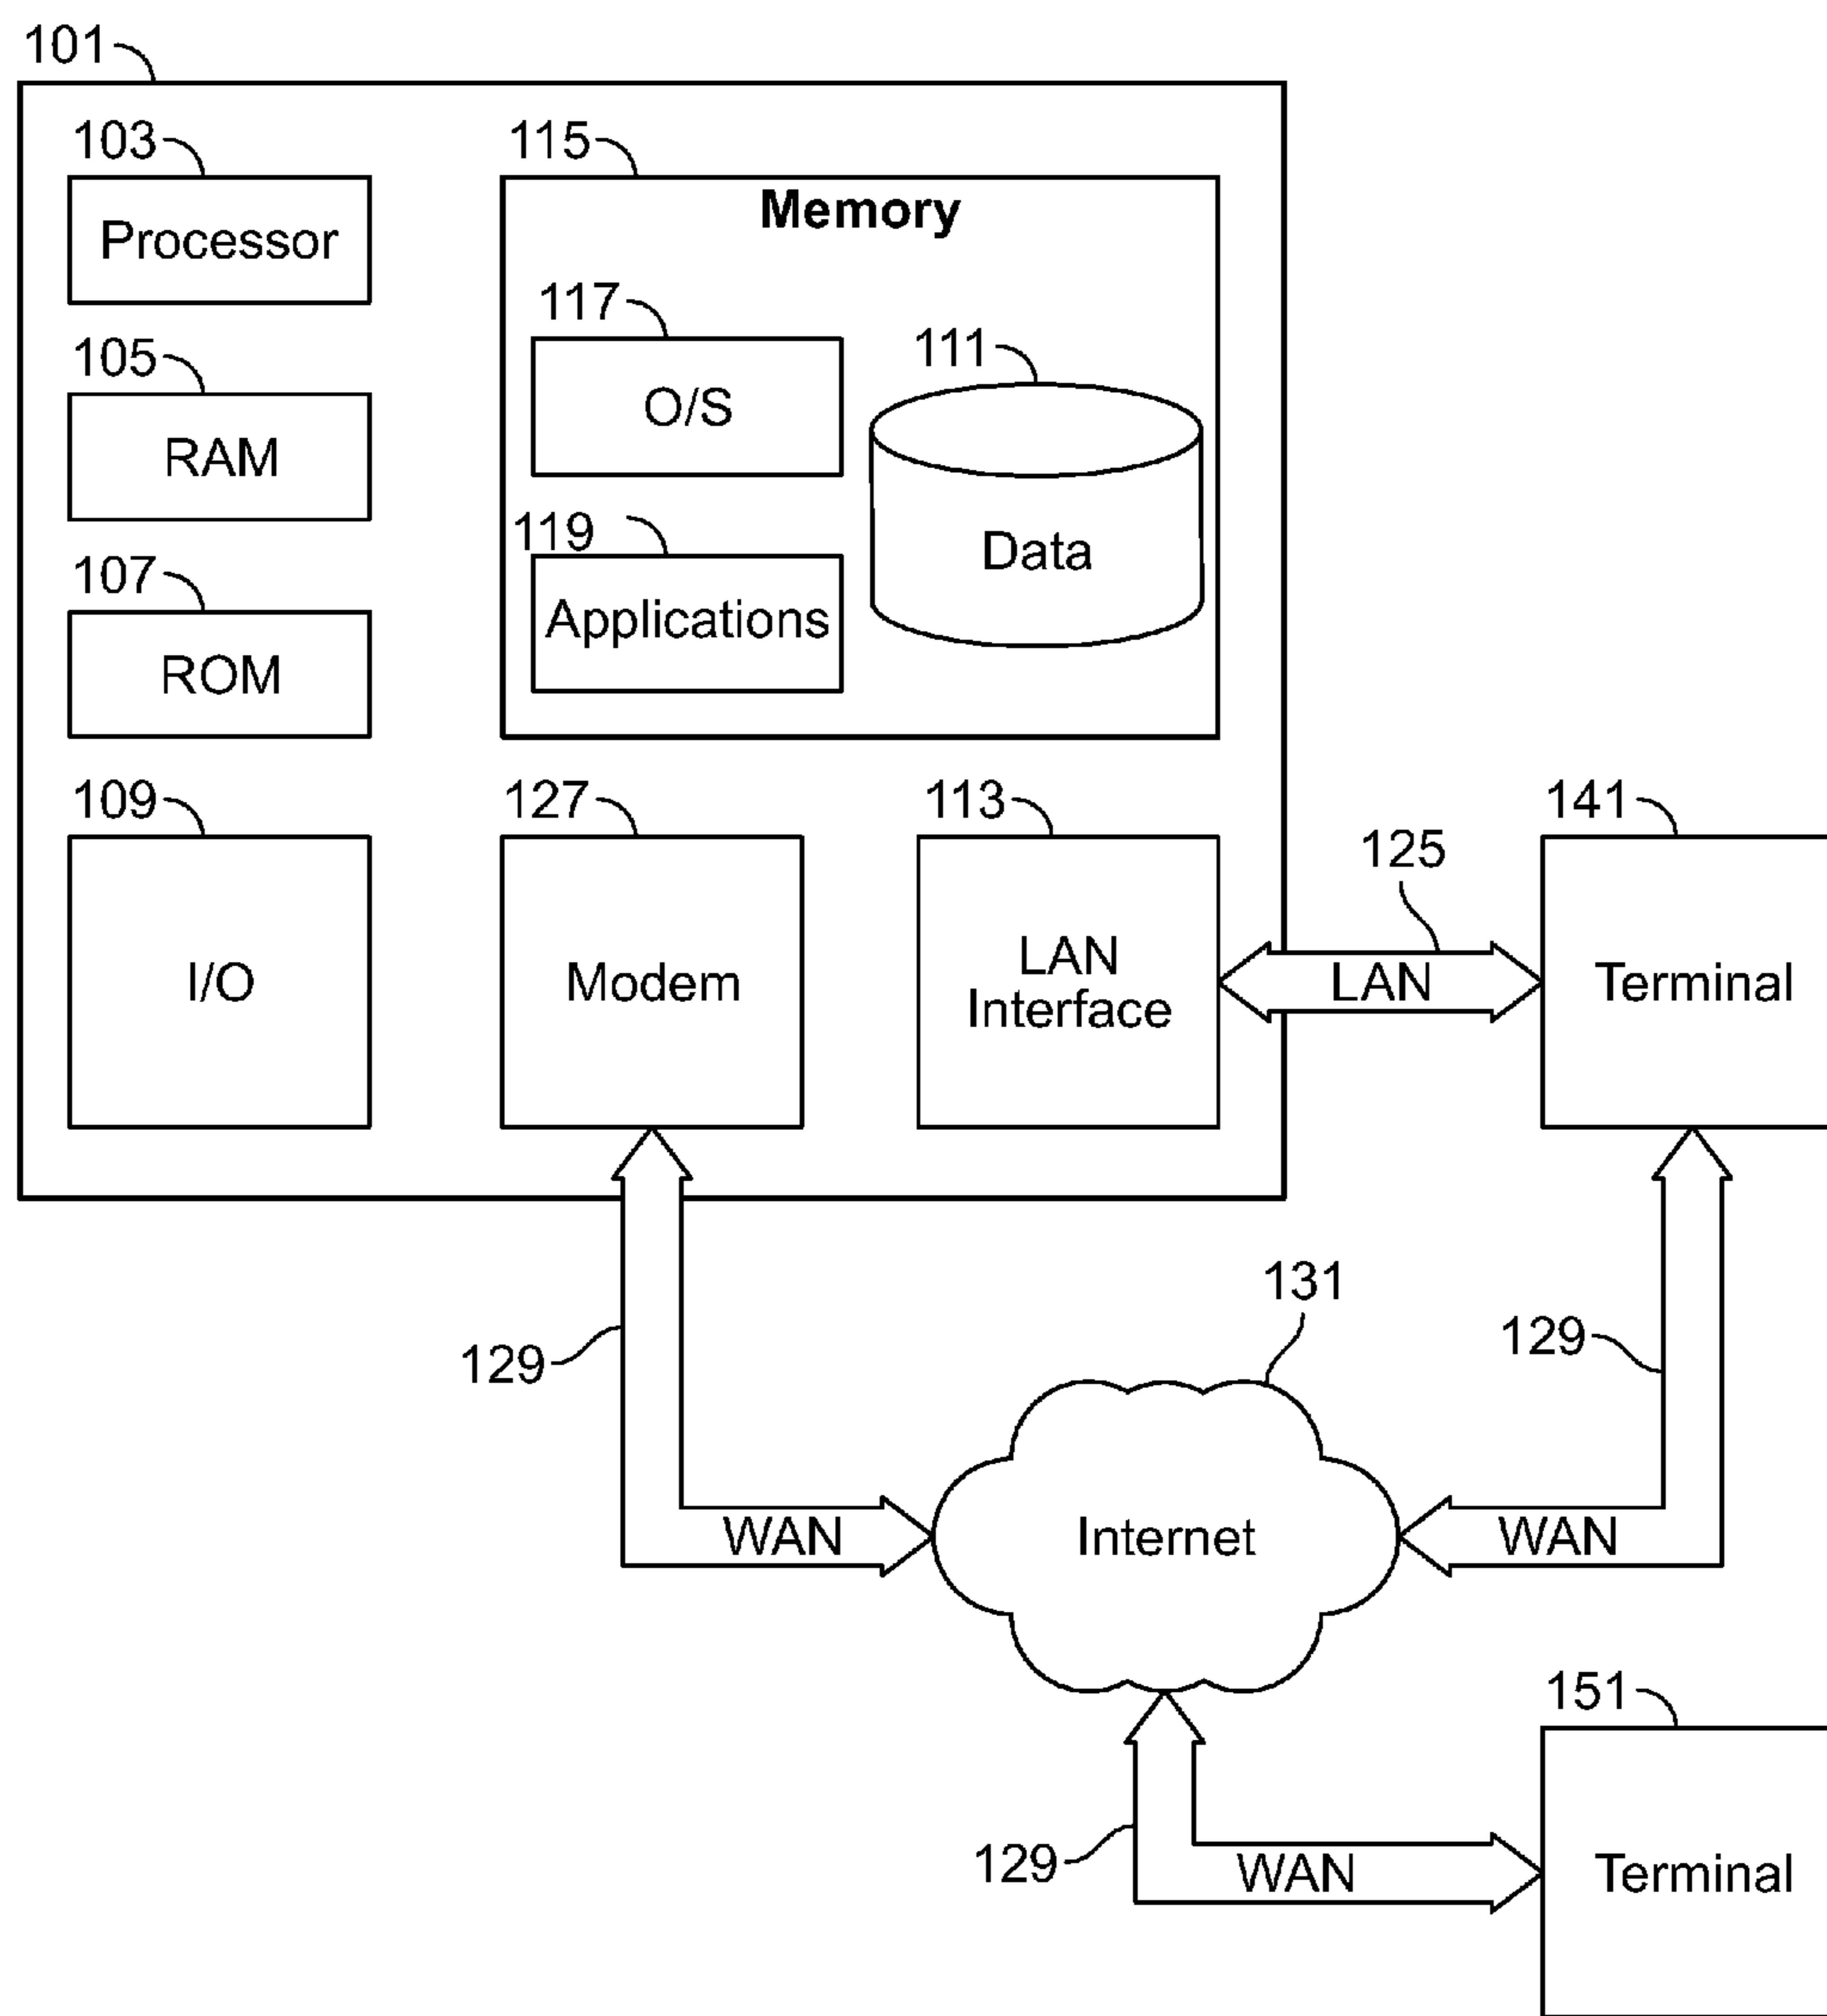 101
103
Processor
105
RAM
107
ROM
109
I/O
115
Memory
117
O/S
111
Data
119
Applications
127
Modem
113
LAN
Interface
125
LAN
141
Terminal
129
WAN
131
Internet
129
WAN
129
WAN
151
Terminal